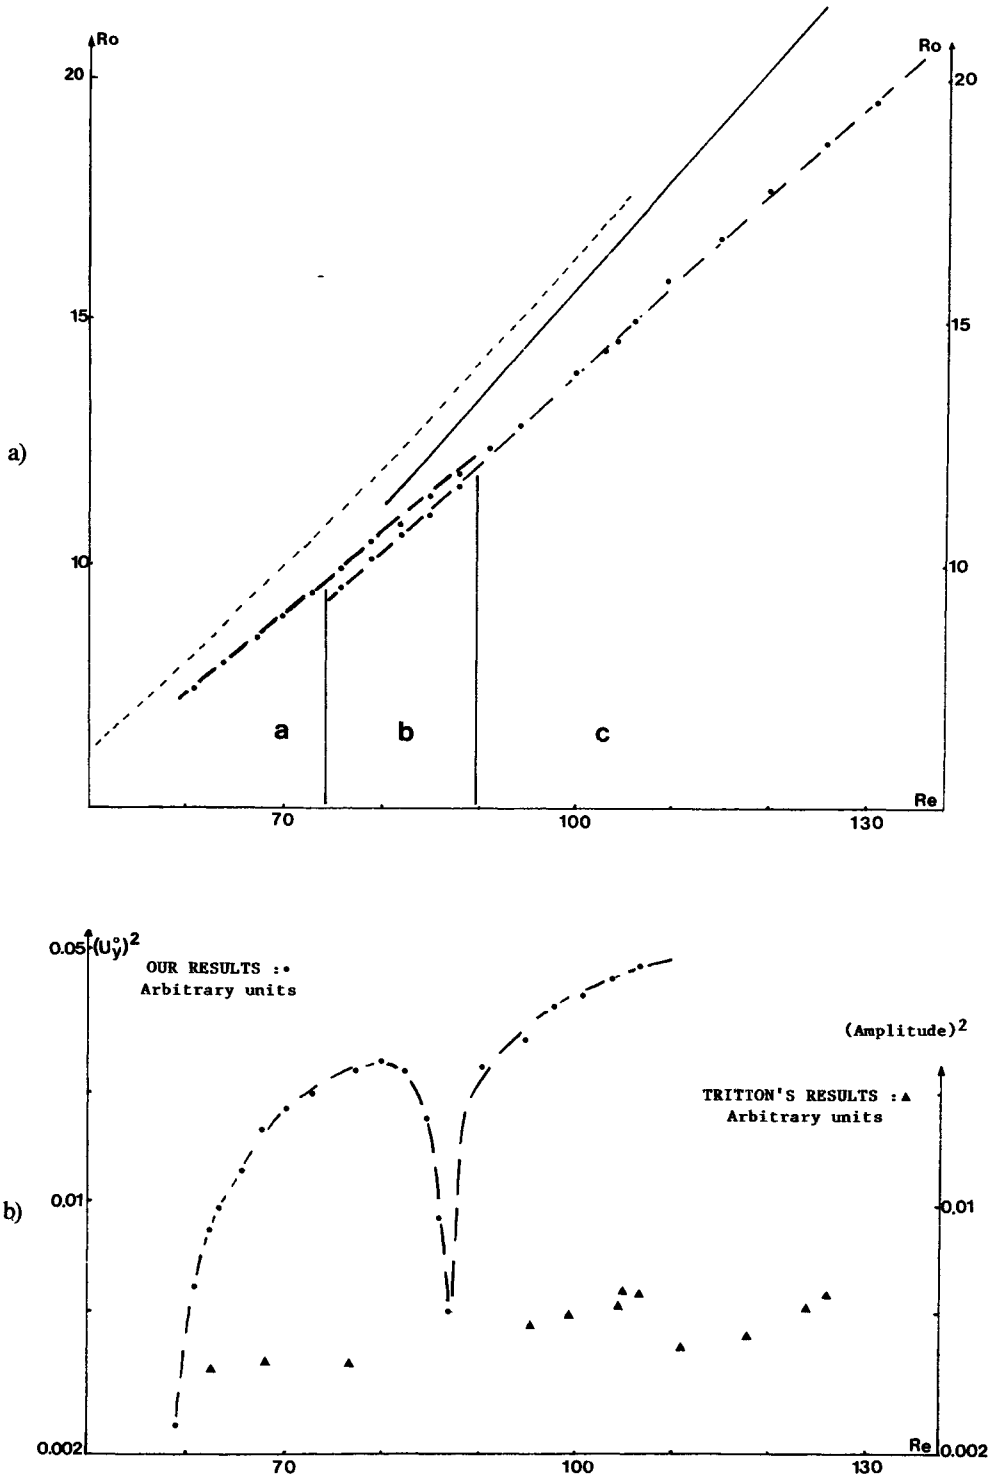 Ro
Ro
20
20
15
15
a)
10
10
a
b
c
Re
70
100
130
0.05
(U°y)²
OUR RESULTS :•
Arbitrary units
(Amplitude)²
TRITTON'S RESULTS :▲
Arbitrary units
b)
0.01
0.01
0.002
Re
0.002
70
100
130